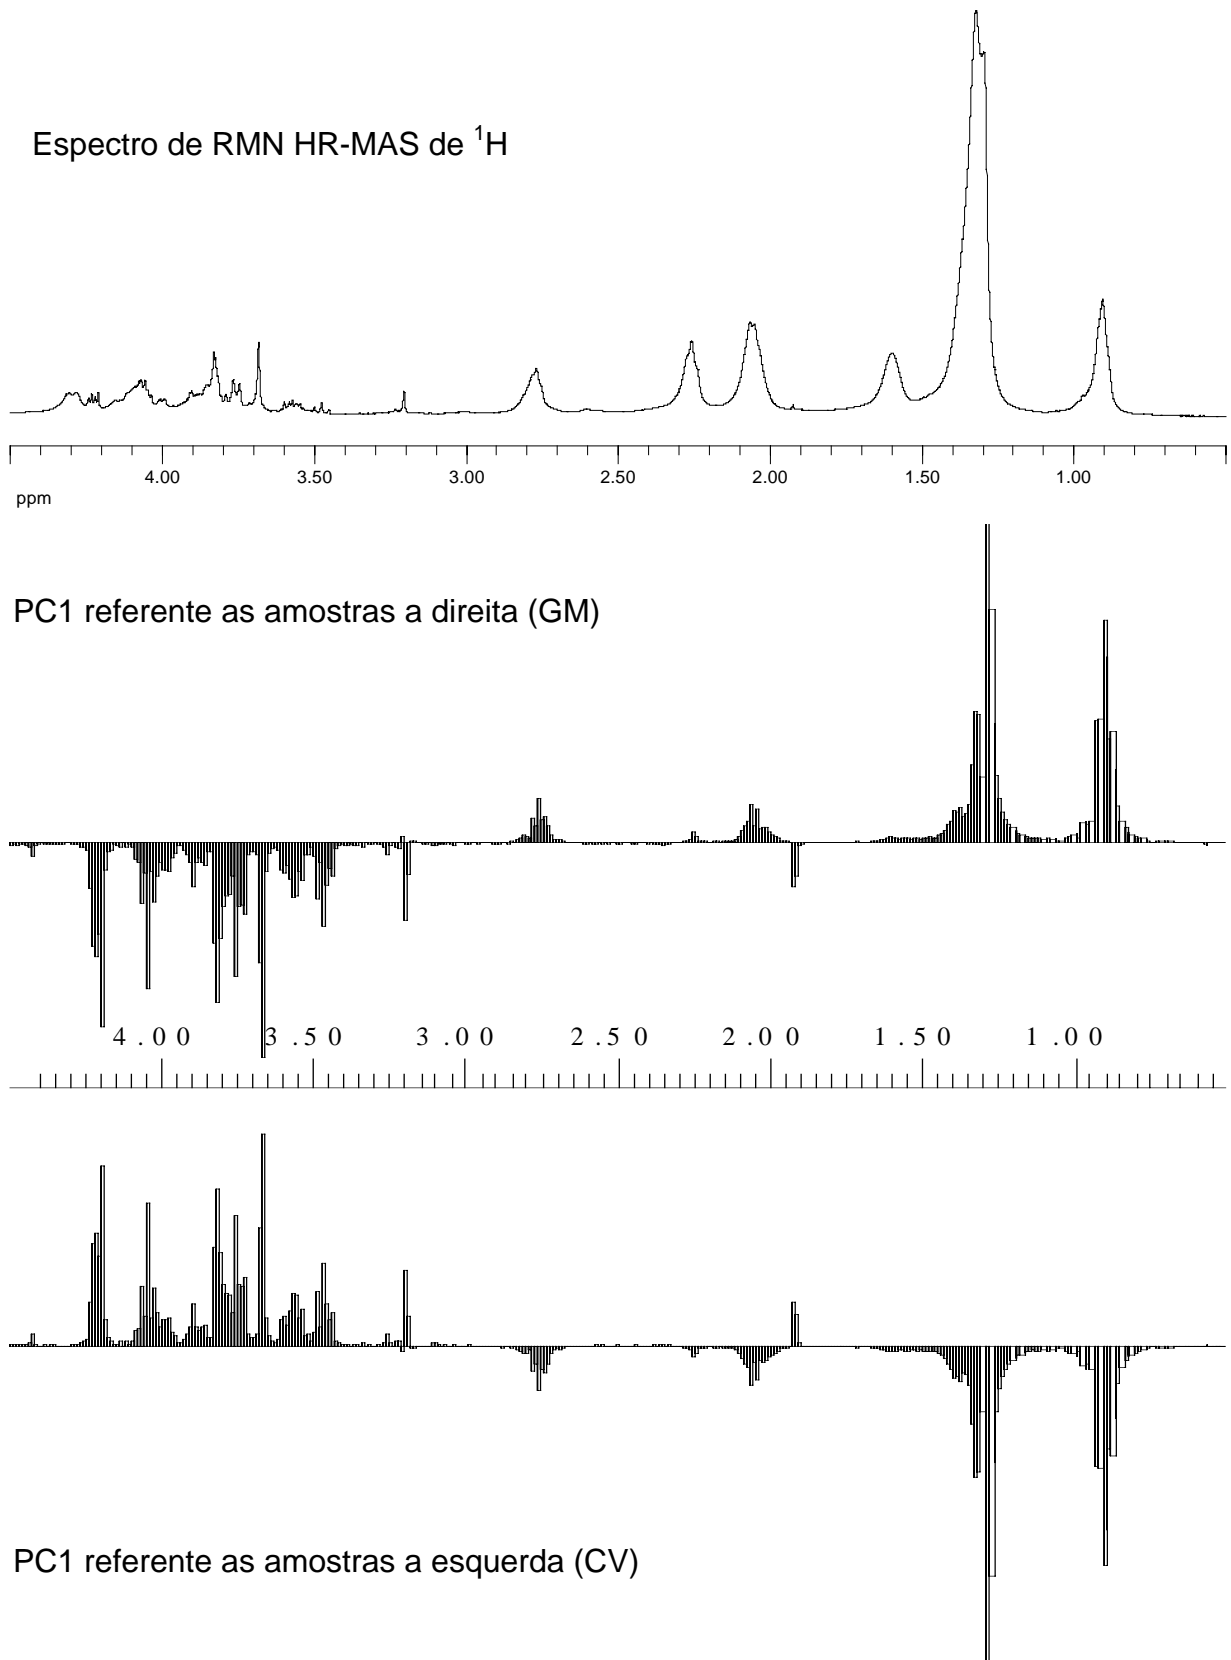 Espectro de RMN HR-MAS de ¹H
4.00 3.50 3.00 2.50 2.00 1.50 1.00
ppm
PC1 referente as amostras a direita (GM)
4.00 3.50 3.00 2.50 2.00 1.50 1.00
PC1 referente as amostras a esquerda (CV)